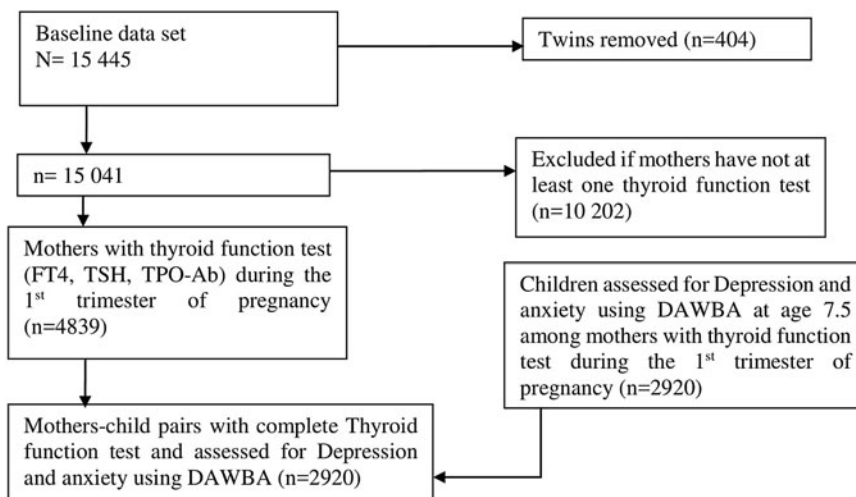 Baseline data set
N= 15 445
Twins removed (n=404)
n= 15 041
Excluded if mothers have not at
least one thyroid function test
(n=10 202)
Mothers with thyroid function test
(FT4, TSH, TPO-Ab) during the
1st trimester of pregnancy
(n=4839)
Children assessed for Depression and
anxiety using DAWBA at age 7.5
among mothers with thyroid function
test during the 1st trimester of
pregnancy (n=2920)
Mothers-child pairs with complete Thyroid
function test and assessed for Depression
and anxiety using DAWBA (n=2920)